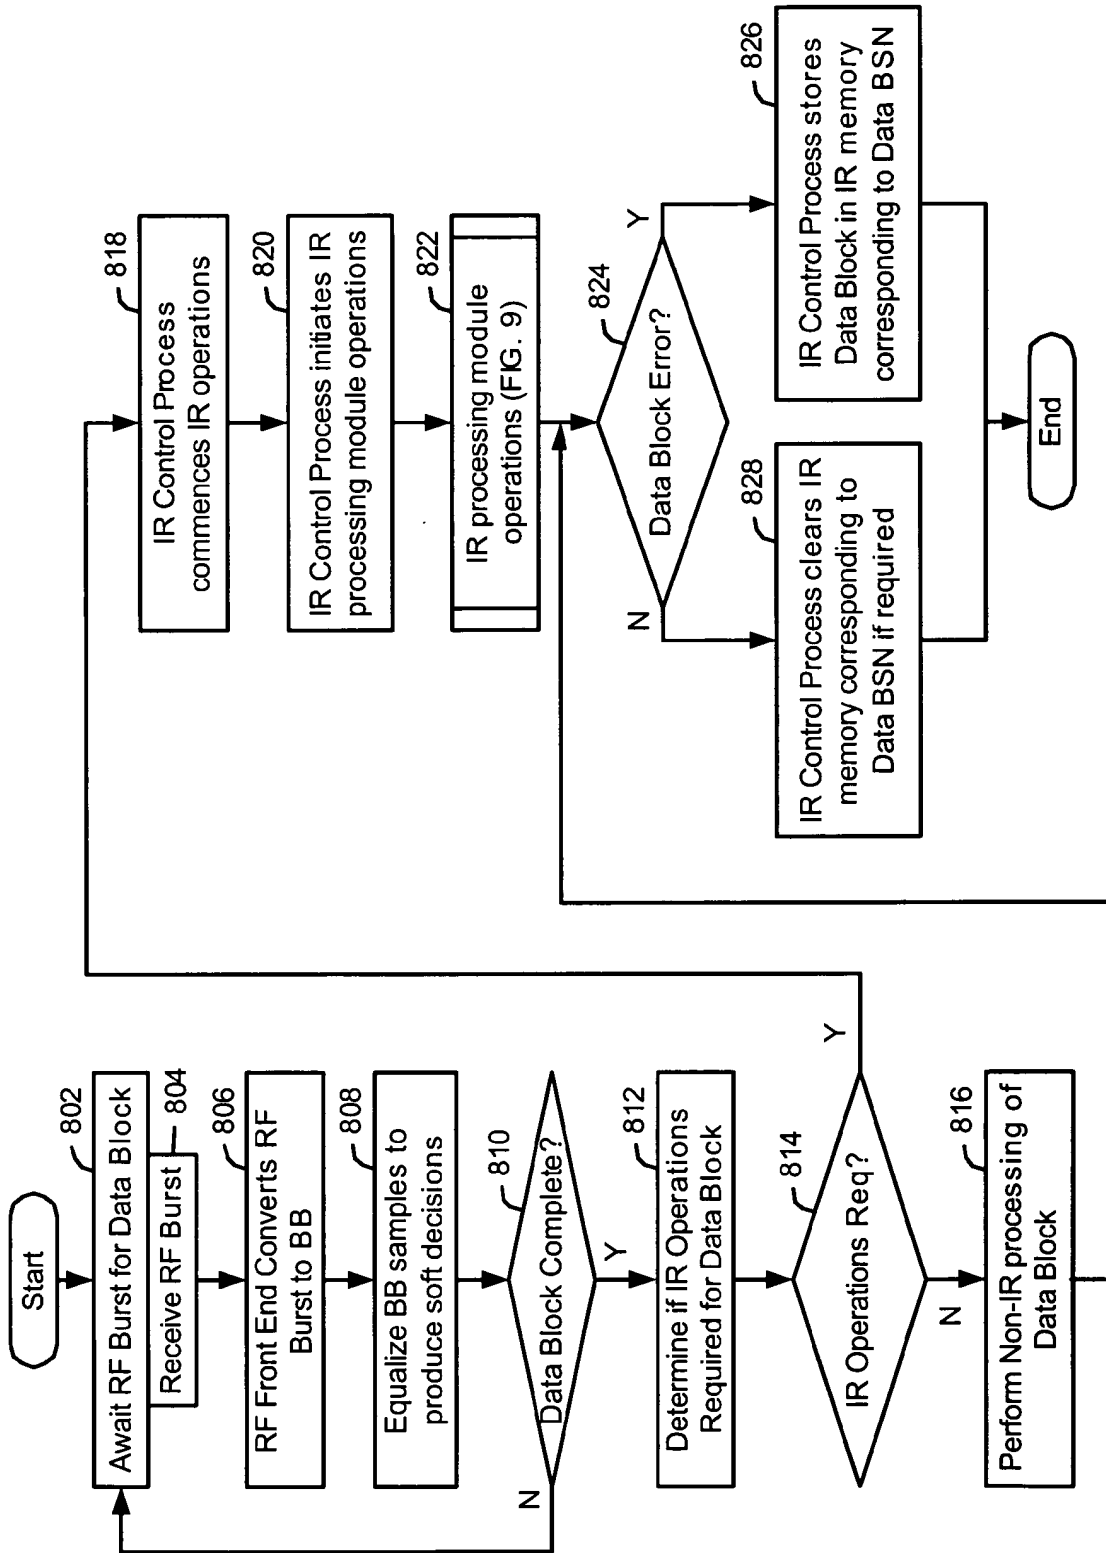 Start
802
Await RF Burst for Data Block
804
Receive RF Burst
806
RF Front End Converts RF
Burst to BB
808
Equalize BB samples to
produce soft decisions
810
Data Block Complete?
N
Y
812
Determine if IR Operations
Required for Data Block
814
IR Operations Req?
Y
N
816
Perform Non-IR processing of
Data Block
818
IR Control Process
commences IR operations
820
IR Control Process initiates IR
processing module operations
822
IR processing module
operations (FIG. 9)
824
Data Block Error?
N
Y
828
IR Control Process clears IR
memory corresponding to
Data BSN if required
826
IR Control Process stores
Data Block in IR memory
corresponding to Data BSN
End